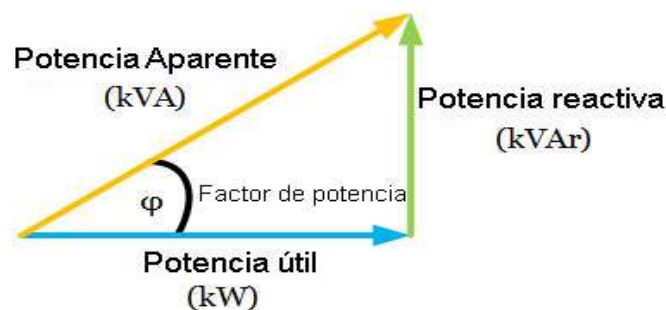 Potencia Aparente
(kVA)
Potencia reactiva
(kVAr)
φ
Factor de potencia
Potencia útil
(kW)